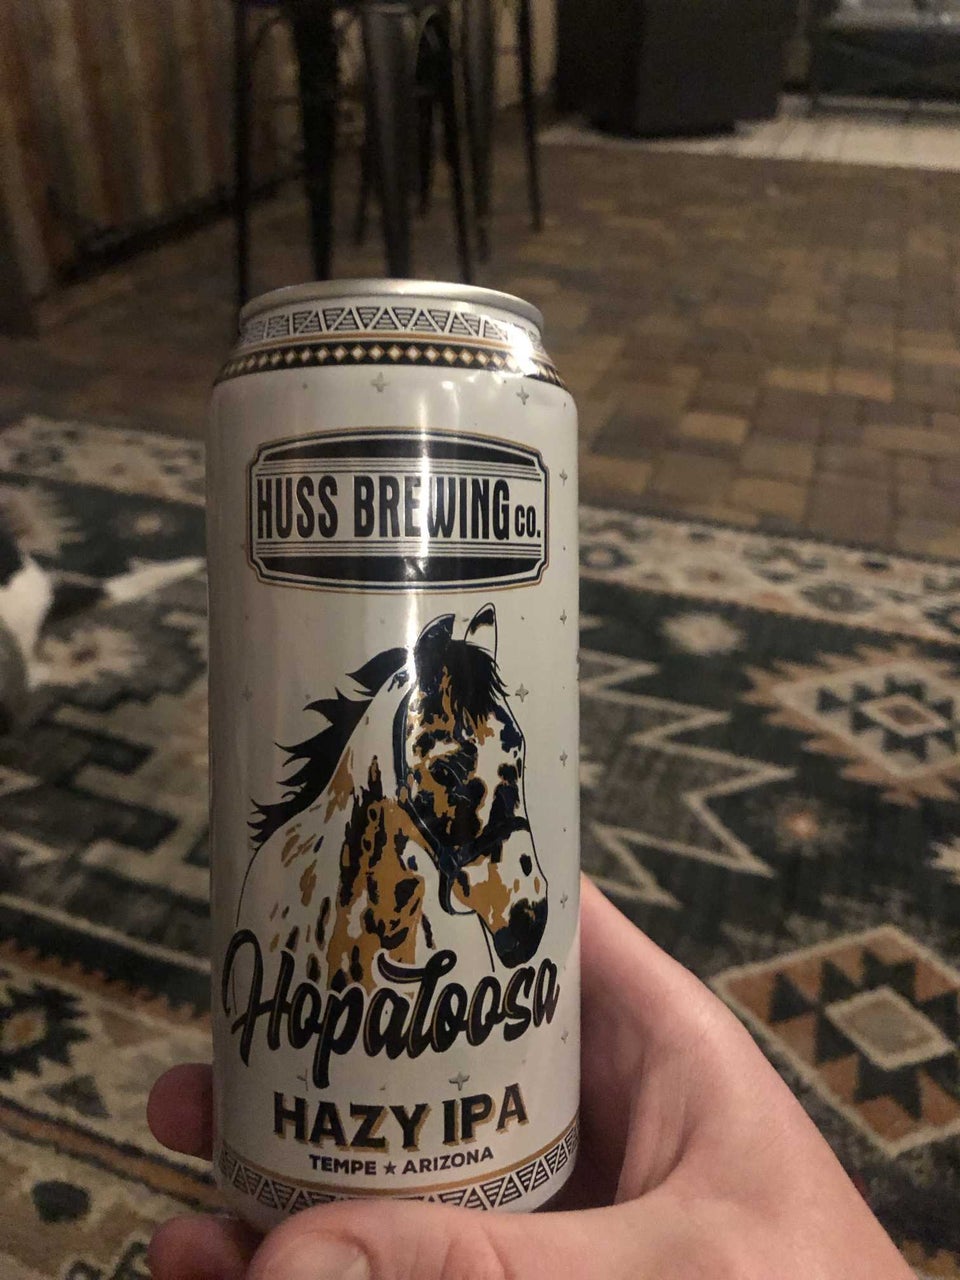 HUSS BREWING CO.
Hopaloosa
HAZY IPA
TEMPE ★ ARIZONA